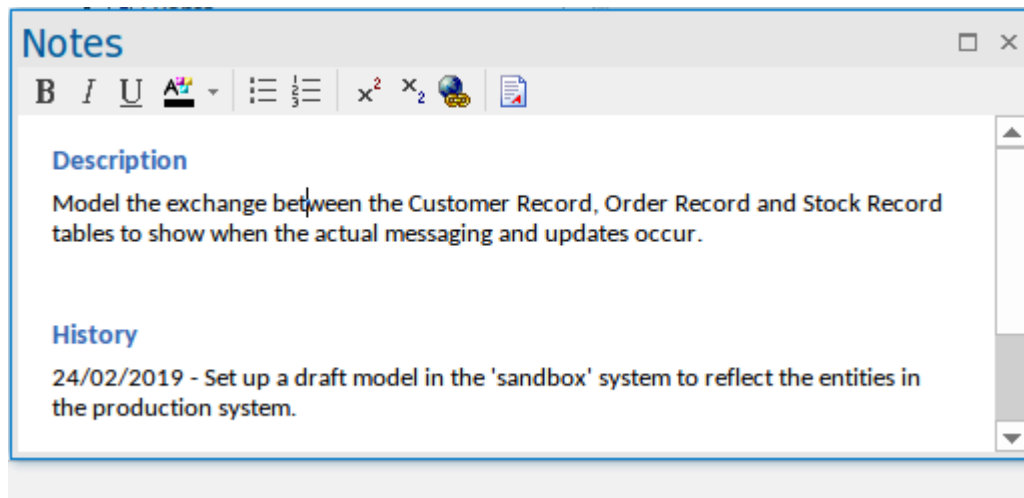 Notes
B I U A x² x₂
Description
Model the exchange between the Customer Record, Order Record and Stock Record
tables to show when the actual messaging and updates occur.
History
24/02/2019 - Set up a draft model in the 'sandbox' system to reflect the entities in
the production system.